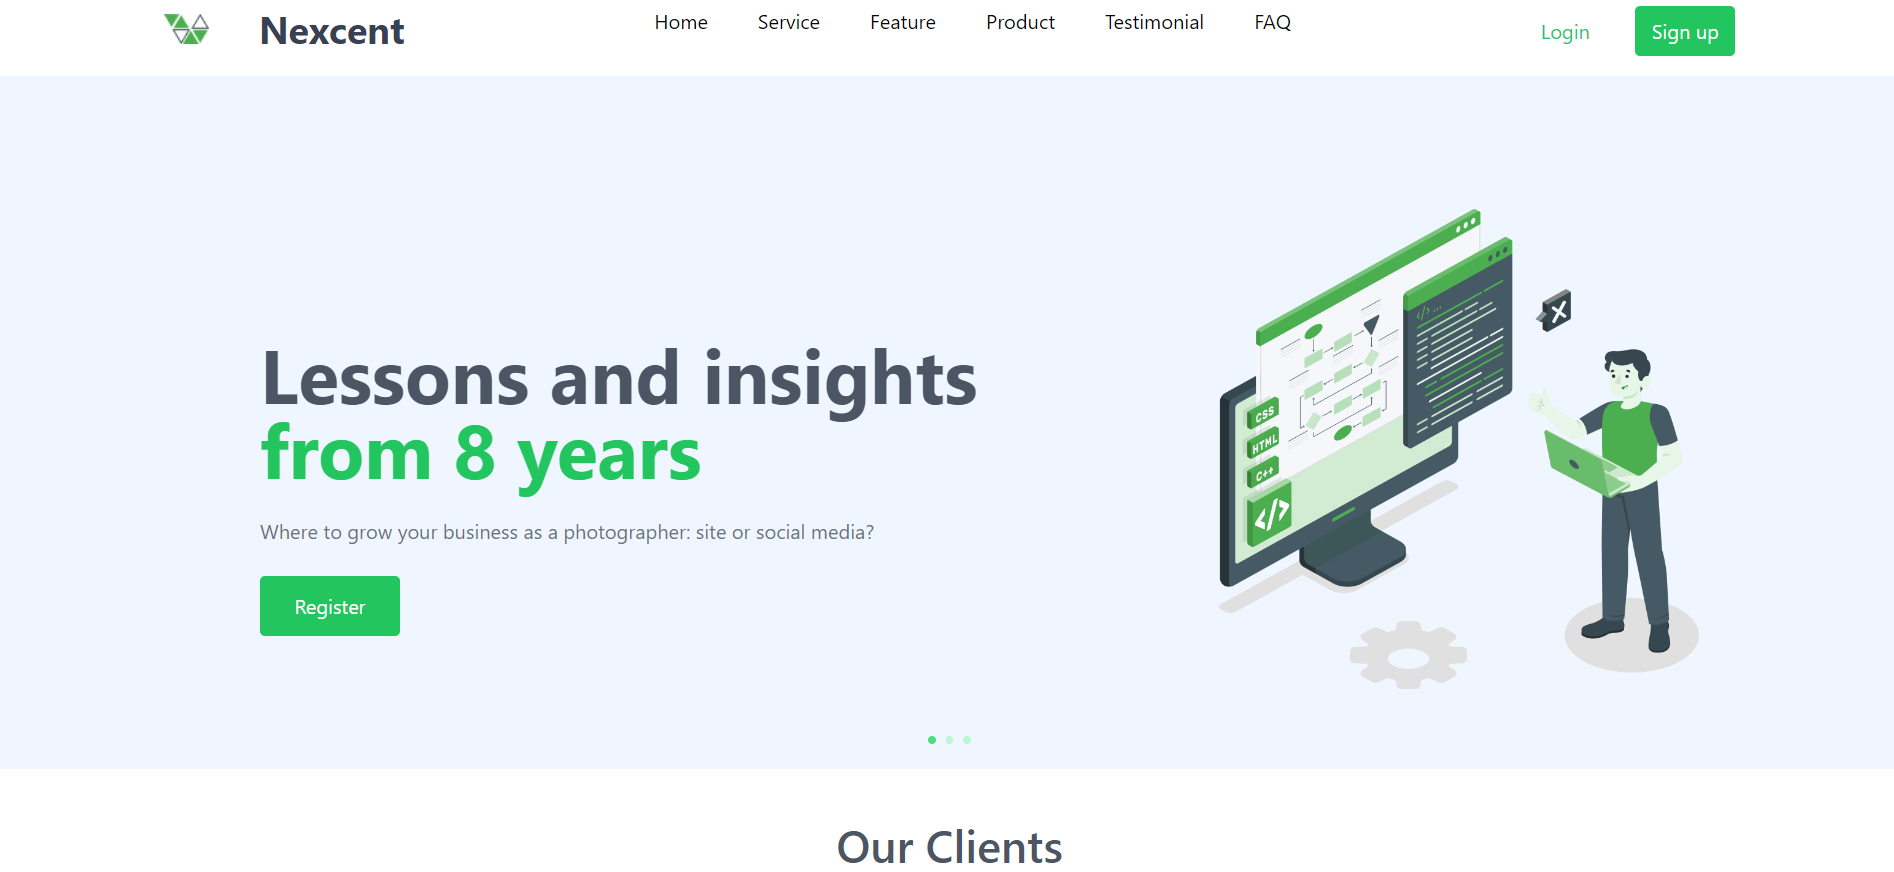 Nexcent
Home Service Feature Product Testimonial FAQ
Login
Sign up
Lessons and insights
from 8 years
Where to grow your business as a photographer: site or social media?
Register
</>...
CSS
HTML
C++
</>
Our Clients